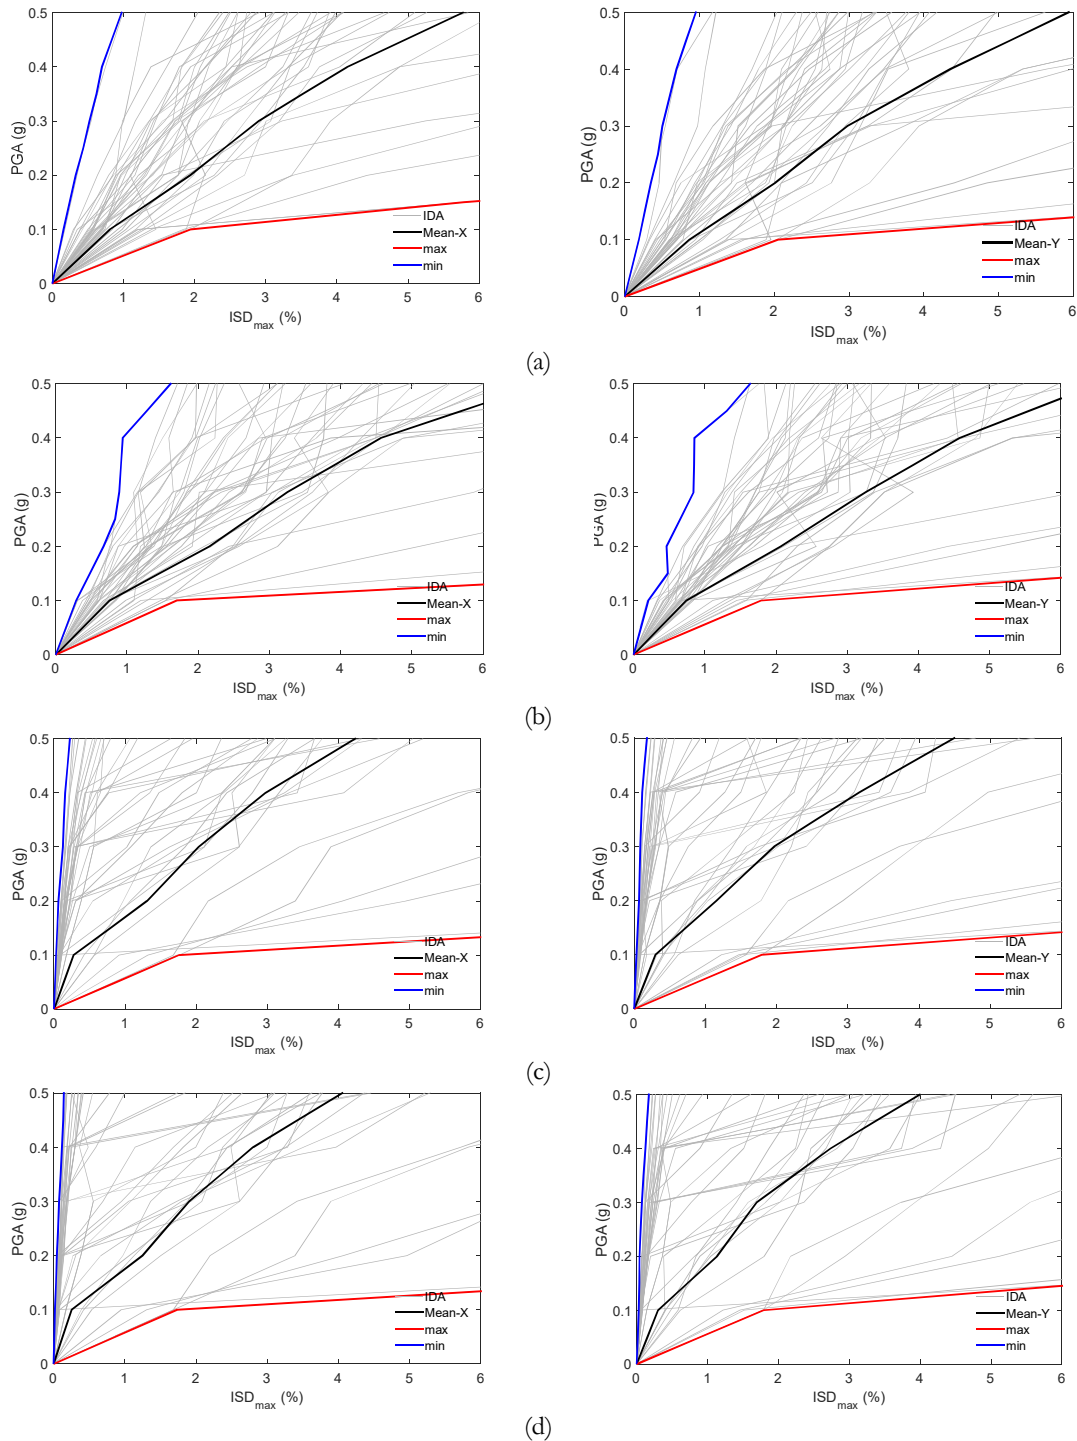 0.5
0.4
0.3
0.2
0.1
0
PGA (g)
0 1 2 3 4 5 6
ISDmax (%)
IDA
Mean-X
max
min
0.5
0.4
0.3
0.2
0.1
0
PGA (g)
0 1 2 3 4 5 6
ISDmax (%)
IDA
Mean-Y
max
min
(a)
0.5
0.4
0.3
0.2
0.1
0
PGA (g)
0 1 2 3 4 5 6
ISDmax (%)
IDA
Mean-X
max
min
0.5
0.4
0.3
0.2
0.1
0
PGA (g)
0 1 2 3 4 5 6
ISDmax (%)
IDA
Mean-Y
max
min
(b)
0.5
0.4
0.3
0.2
0.1
0
PGA (g)
0 1 2 3 4 5 6
ISDmax (%)
IDA
Mean-X
max
min
0.5
0.4
0.3
0.2
0.1
0
PGA (g)
0 1 2 3 4 5 6
ISDmax (%)
IDA
Mean-Y
max
min
(c)
0.5
0.4
0.3
0.2
0.1
0
PGA (g)
0 1 2 3 4 5 6
ISDmax (%)
IDA
Mean-X
max
min
0.5
0.4
0.3
0.2
0.1
0
PGA (g)
0 1 2 3 4 5 6
ISDmax (%)
IDA
Mean-Y
max
min
(d)